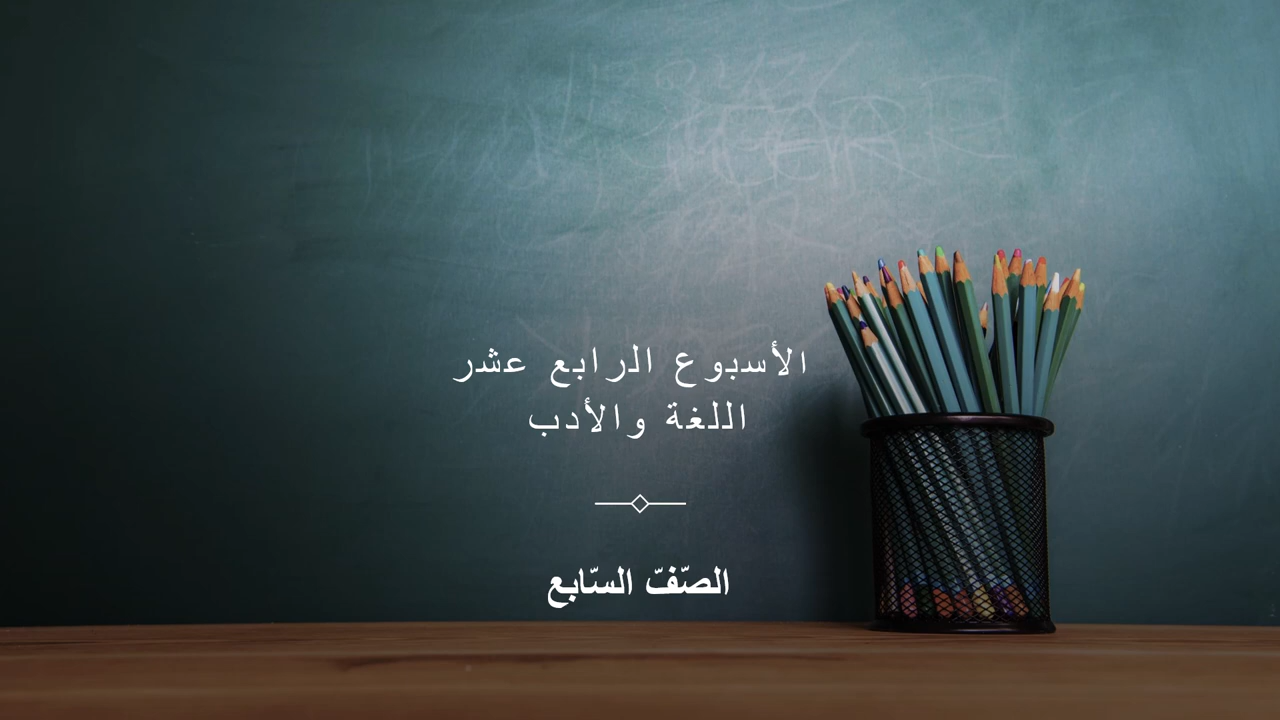 الأسبوع الرابع عشر
اللغة والأدب
الصّفّ السّابع